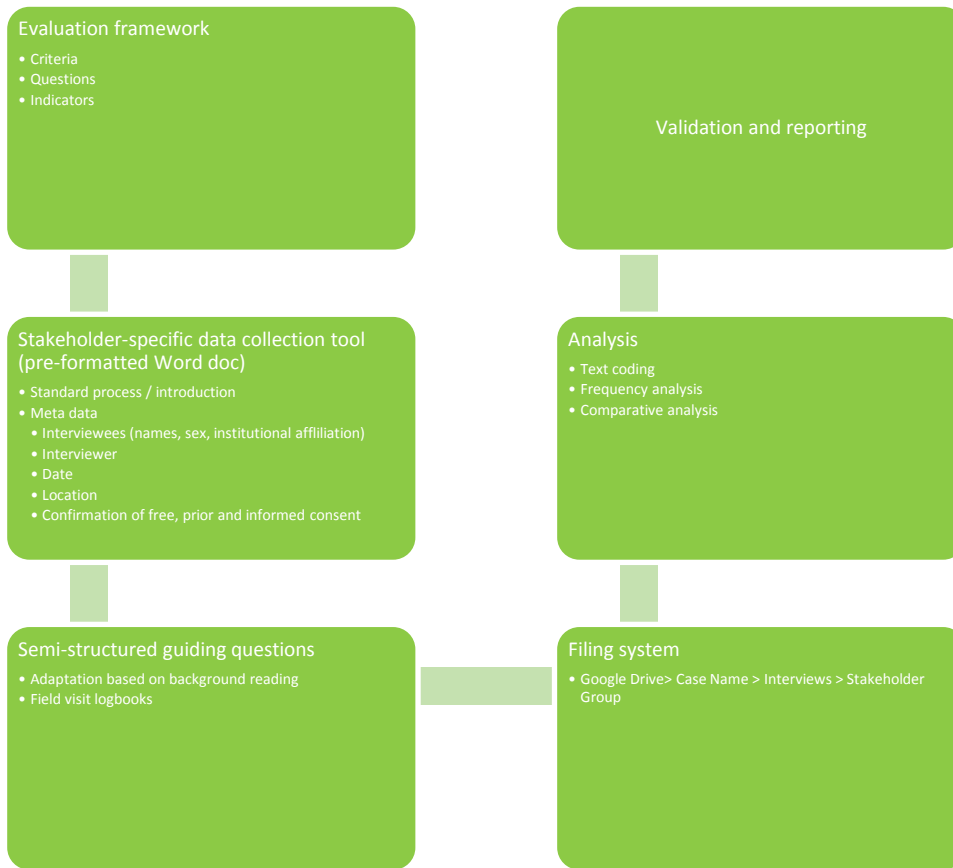 Evaluation framework
• Criteria
• Questions
• Indicators
Stakeholder-specific data collection tool
(pre-formatted Word doc)
• Standard process / introduction
• Meta data
• Interviewees (names, sex, institutional affliliation)
• Interviewer
• Date
• Location
• Confirmation of free, prior and informed consent
Semi-structured guiding questions
• Adaptation based on background reading
• Field visit logbooks
Filing system
• Google Drive> Case Name > Interviews > Stakeholder
Group
Analysis
• Text coding
• Frequency analysis
• Comparative analysis
Validation and reporting